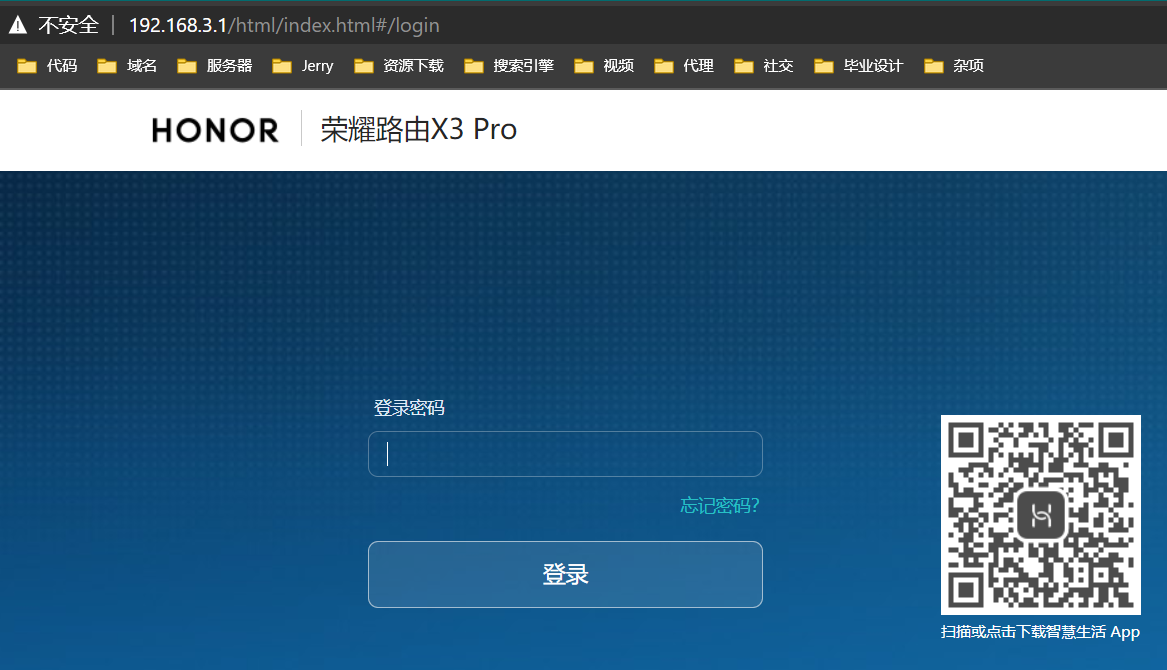 不安全 | 192.168.3.1/html/index.html#/login
代码 域名 服务器 Jerry 资源下载 搜索引擎 视频 代理 社交 毕业设计 杂项
HONOR | 荣耀路由X3 Pro
登录密码
忘记密码?
登录
扫描或点击下载智慧生活 App